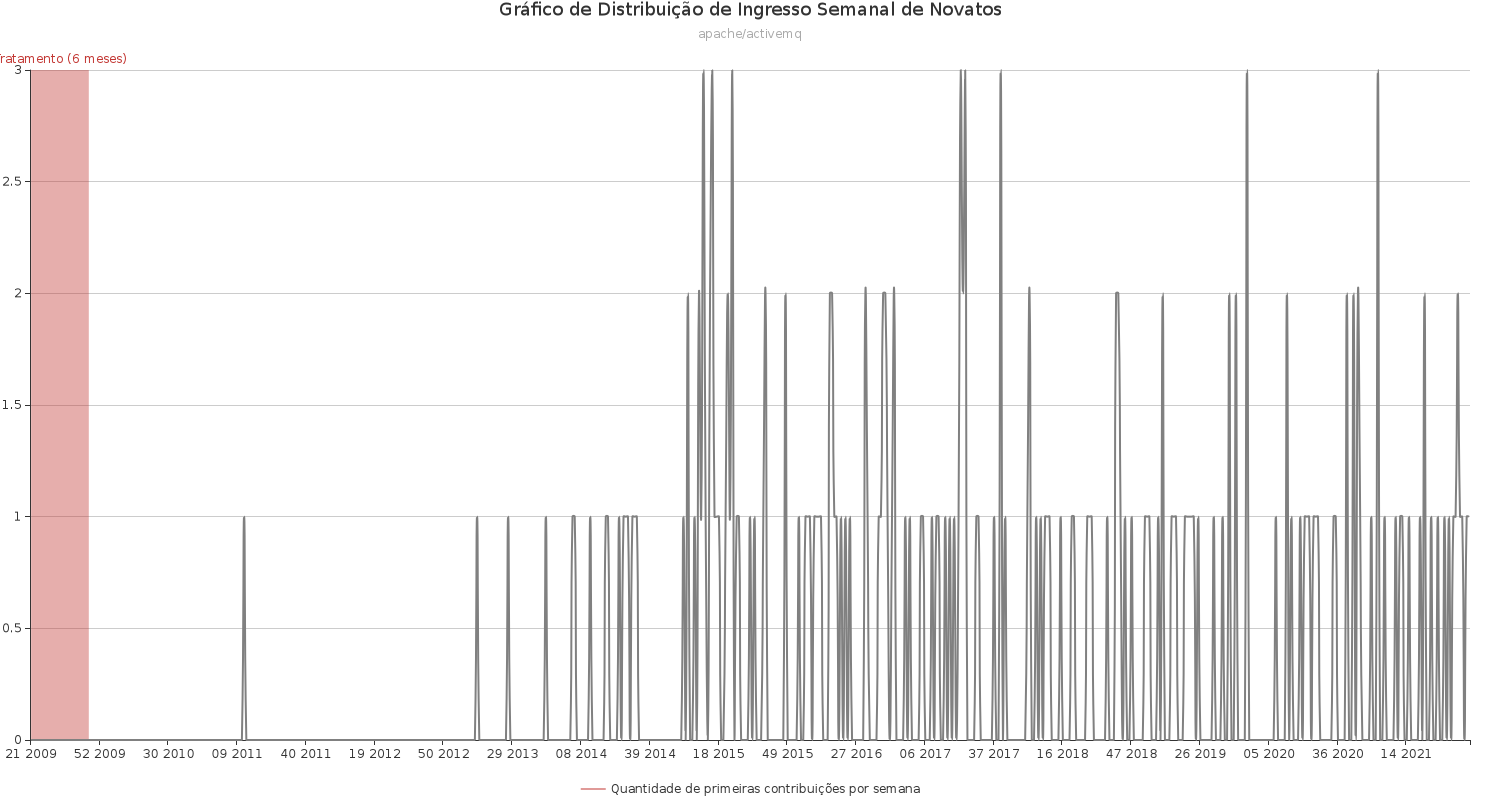 Gráfico de Distribuição de Ingresso Semanal de Novatos
apache/activemq
ratamento (6 meses)
3
2.5
2
1.5
1
0.5
0
21 2009 52 2009 30 2010 09 2011 40 2011 19 2012 50 2012 29 2013 08 2014 39 2014 18 2015 49 2015 27 2016 06 2017 37 2017 16 2018 47 2018 26 2019 05 2020 36 2020 14 2021
Quantidade de primeiras contribuições por semana